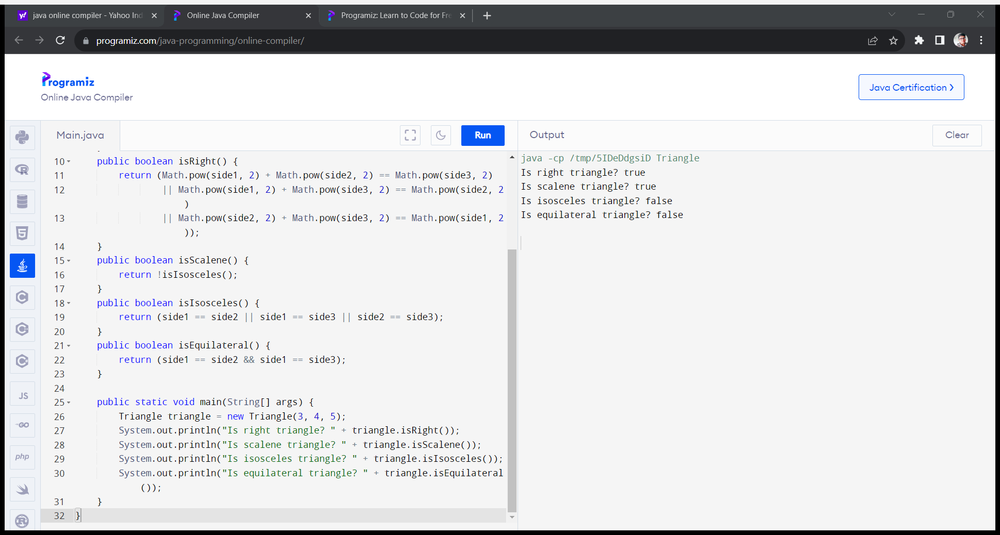 java online compiler - Yahoo Ind
Online Java Compiler
Programiz: Learn to Code for Fre
programiz.com/java-programming/online-compiler/
Programiz
Online Java Compiler
Java Certification
Main.java
Run
Output
Clear
10 public boolean isRight() {
11 return (Math.pow(side1, 2) + Math.pow(side2, 2) == Math.pow(side3, 2)
12 || Math.pow(side1, 2) + Math.pow(side3, 2) == Math.pow(side2, 2
)
13 || Math.pow(side2, 2) + Math.pow(side3, 2) == Math.pow(side1, 2
));
14 }
15 public boolean isScalene() {
16 return !isIsosceles();
17 }
18 public boolean isIsosceles() {
19 return (side1 == side2 || side1 == side3 || side2 == side3);
20 }
21 public boolean isEquilateral() {
22 return (side1 == side2 && side1 == side3);
23 }
24
25 public static void main(String[] args) {
26 Triangle triangle = new Triangle(3, 4, 5);
27 System.out.println("Is right triangle? " + triangle.isRight());
28 System.out.println("Is scalene triangle? " + triangle.isScalene());
29 System.out.println("Is isosceles triangle? " + triangle.isIsosceles());
30 System.out.println("Is equilateral triangle? " + triangle.isEquilateral
());
31 }
32 }
java -cp /tmp/5IDeDdgsiD Triangle
Is right triangle? true
Is scalene triangle? true
Is isosceles triangle? false
Is equilateral triangle? false
JS
GO
php